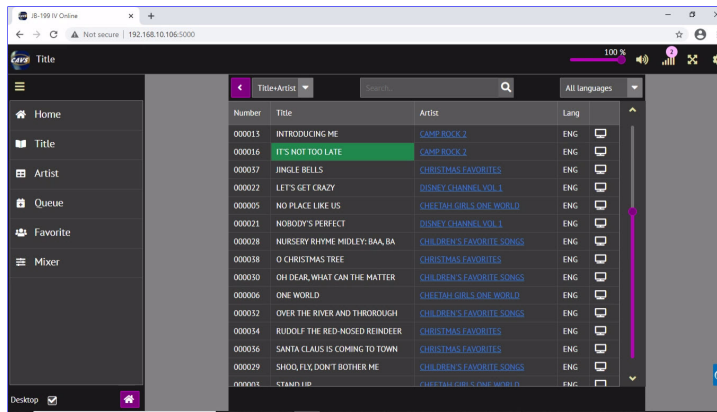 JB-199 IV Online
Not secure | 192.168.10.106:5000
CAVS Title 100 % 2
Title+Artist Search... All languages
Number Title Artist Lang
Home
Title
Artist
Queue
Favorite
Mixer
000013 INTRODUCING ME CAMP ROCK 2 ENG
000016 IT'S NOT TOO LATE CAMP ROCK 2 ENG
000037 JINGLE BELLS CHRISTMAS FAVORITES ENG
000022 LET'S GET CRAZY DISNEY CHANNEL VOL 1 ENG
000005 NO PLACE LIKE US CHEETAH GIRLS ONE WORLD ENG
000021 NOBODY'S PERFECT DISNEY CHANNEL VOL 1 ENG
000028 NURSERY RHYME MIDLEY: BAA, BA CHILDREN'S FAVORITE SONGS ENG
000038 O CHRISTMAS TREE CHRISTMAS FAVORITES ENG
000030 OH DEAR, WHAT CAN THE MATTER CHILDREN'S FAVORITE SONGS ENG
000006 ONE WORLD CHEETAH GIRLS ONE WORLD ENG
000032 OVER THE RIVER AND THROROUGH CHILDREN'S FAVORITE SONGS ENG
000034 RUDOLF THE RED-NOSED REINDEER CHRISTMAS FAVORITES ENG
000036 SANTA CLAUS IS COMING TO TOWN CHRISTMAS FAVORITES ENG
000029 SHOO, FLY, DON'T BOTHER ME CHILDREN'S FAVORITE SONGS ENG
000003 STAND UP CHEETAH GIRLS ONE WORLD ENG
Desktop